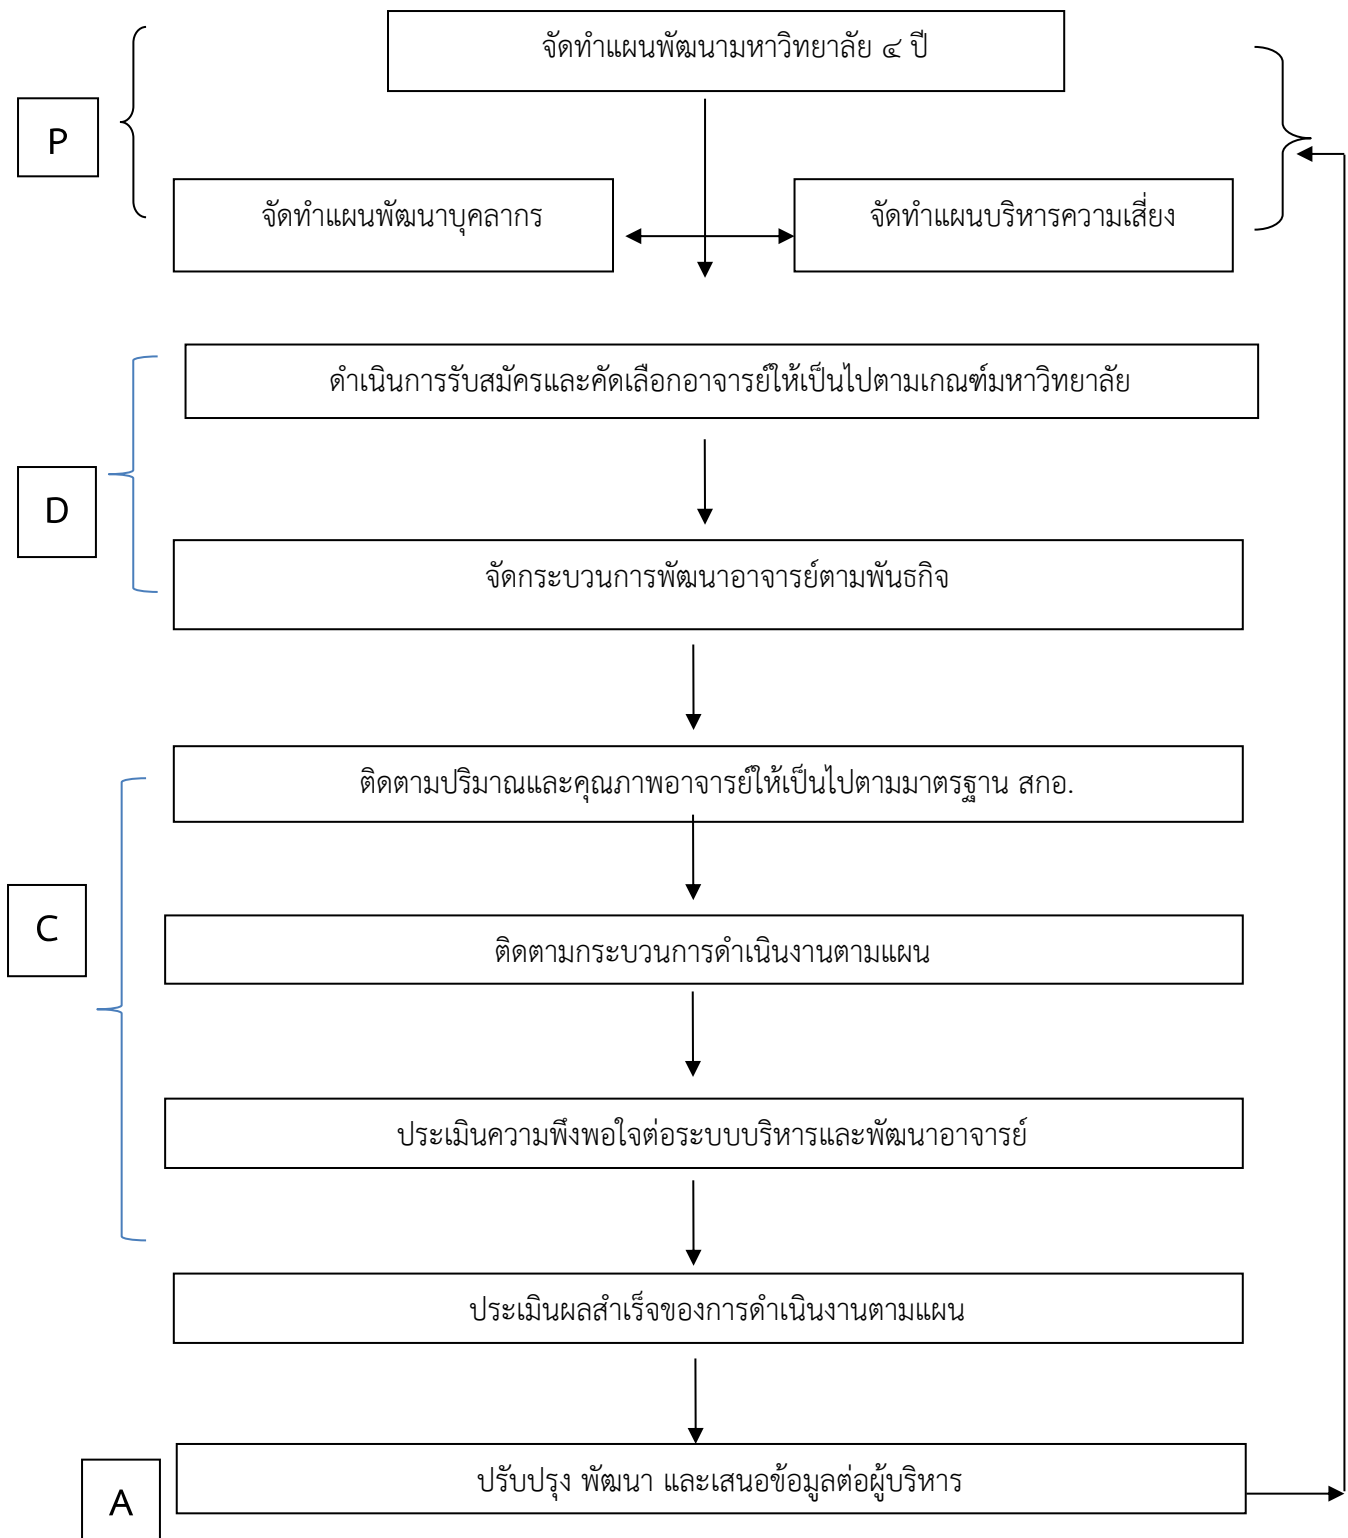 จัดทำแผนพัฒนามหาวิทยาลัย ๔ ปี
P
จัดทำแผนพัฒนาบุคลากร
จัดทำแผนบริหารความเสี่ยง
ดำเนินการรับสมัครและคัดเลือกอาจารย์ให้เป็นไปตามเกณฑ์มหาวิทยาลัย
D
จัดกระบวนการพัฒนาอาจารย์ตามพันธกิจ
ติดตามปริมาณและคุณภาพอาจารย์ให้เป็นไปตามมาตรฐาน สกอ.
C
ติดตามกระบวนการดำเนินงานตามแผน
ประเมินความพึงพอใจต่อระบบบริหารและพัฒนาอาจารย์
ประเมินผลสำเร็จของการดำเนินงานตามแผน
ปรับปรุง พัฒนา และเสนอข้อมูลต่อผู้บริหาร
A